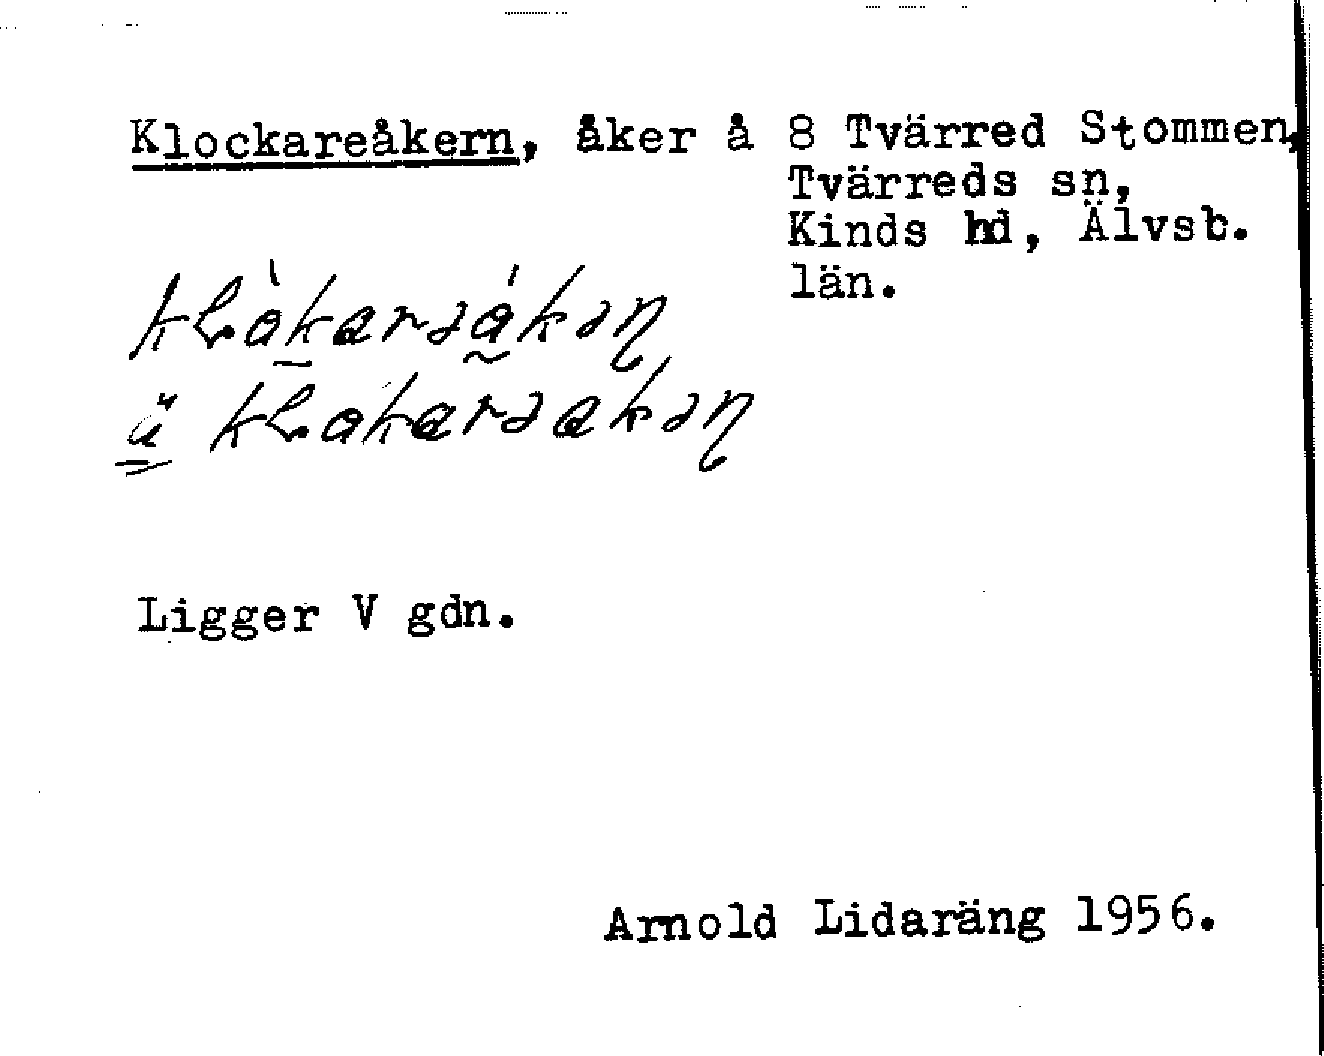 Klockareåkern, åker å 8 Tvärred Stommen,
Tvärreds sn,
Kinds hd, Älvsb.
län.
Ligger V gdn.
Arnold Lidaräng 1956.